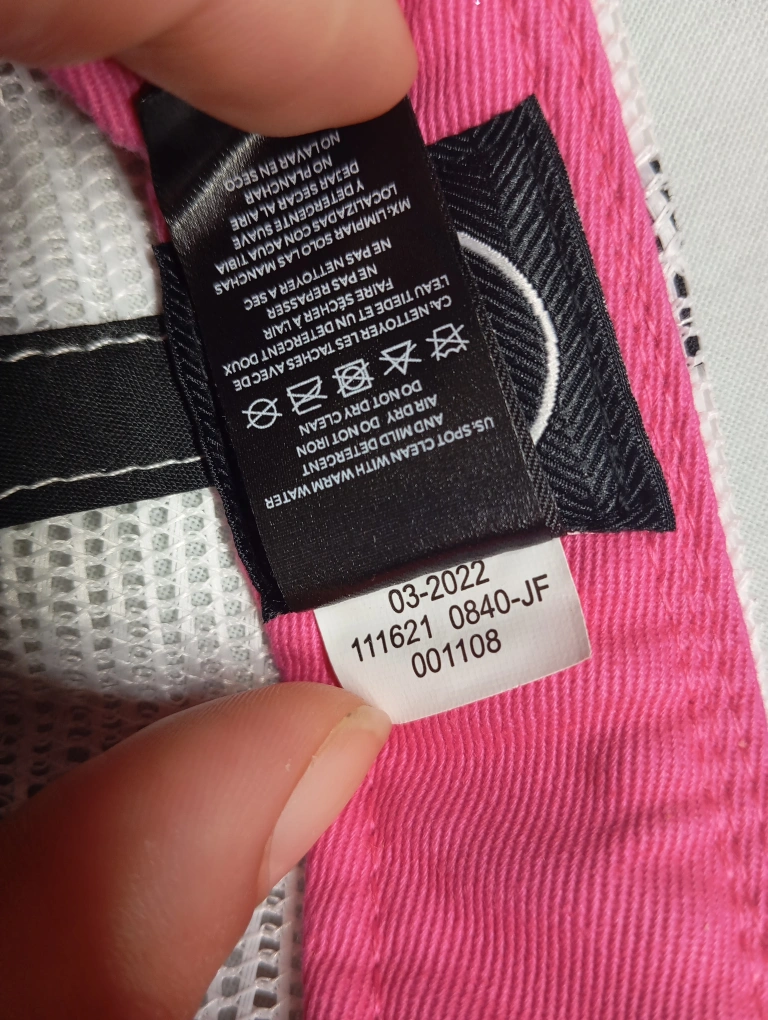 US. SPOT CLEAN WITH WARM WATER
AND MILD DETERGENT
AIR DRY DO NOT IRON
DO NOT DRY CLEAN
CA. NETTOYER LES TACHES AVEC DE
L'EAU TIEDE ET UN DETERGENT DOUX
FAIRE SÉCHER À L'AIR
NE PAS REPASSER
NE PAS NETTOYER A SEC
MX. LIMPIAR SOLO LAS MANCHAS
LOCALIZADAS CON AGUA TIBIA
Y DETERGENTE SUAVE
DEJAR SECAR AL AIRE
NO PLANCHAR
NO LAVAR EN SECO
03-2022
111621 0840-JF
001108